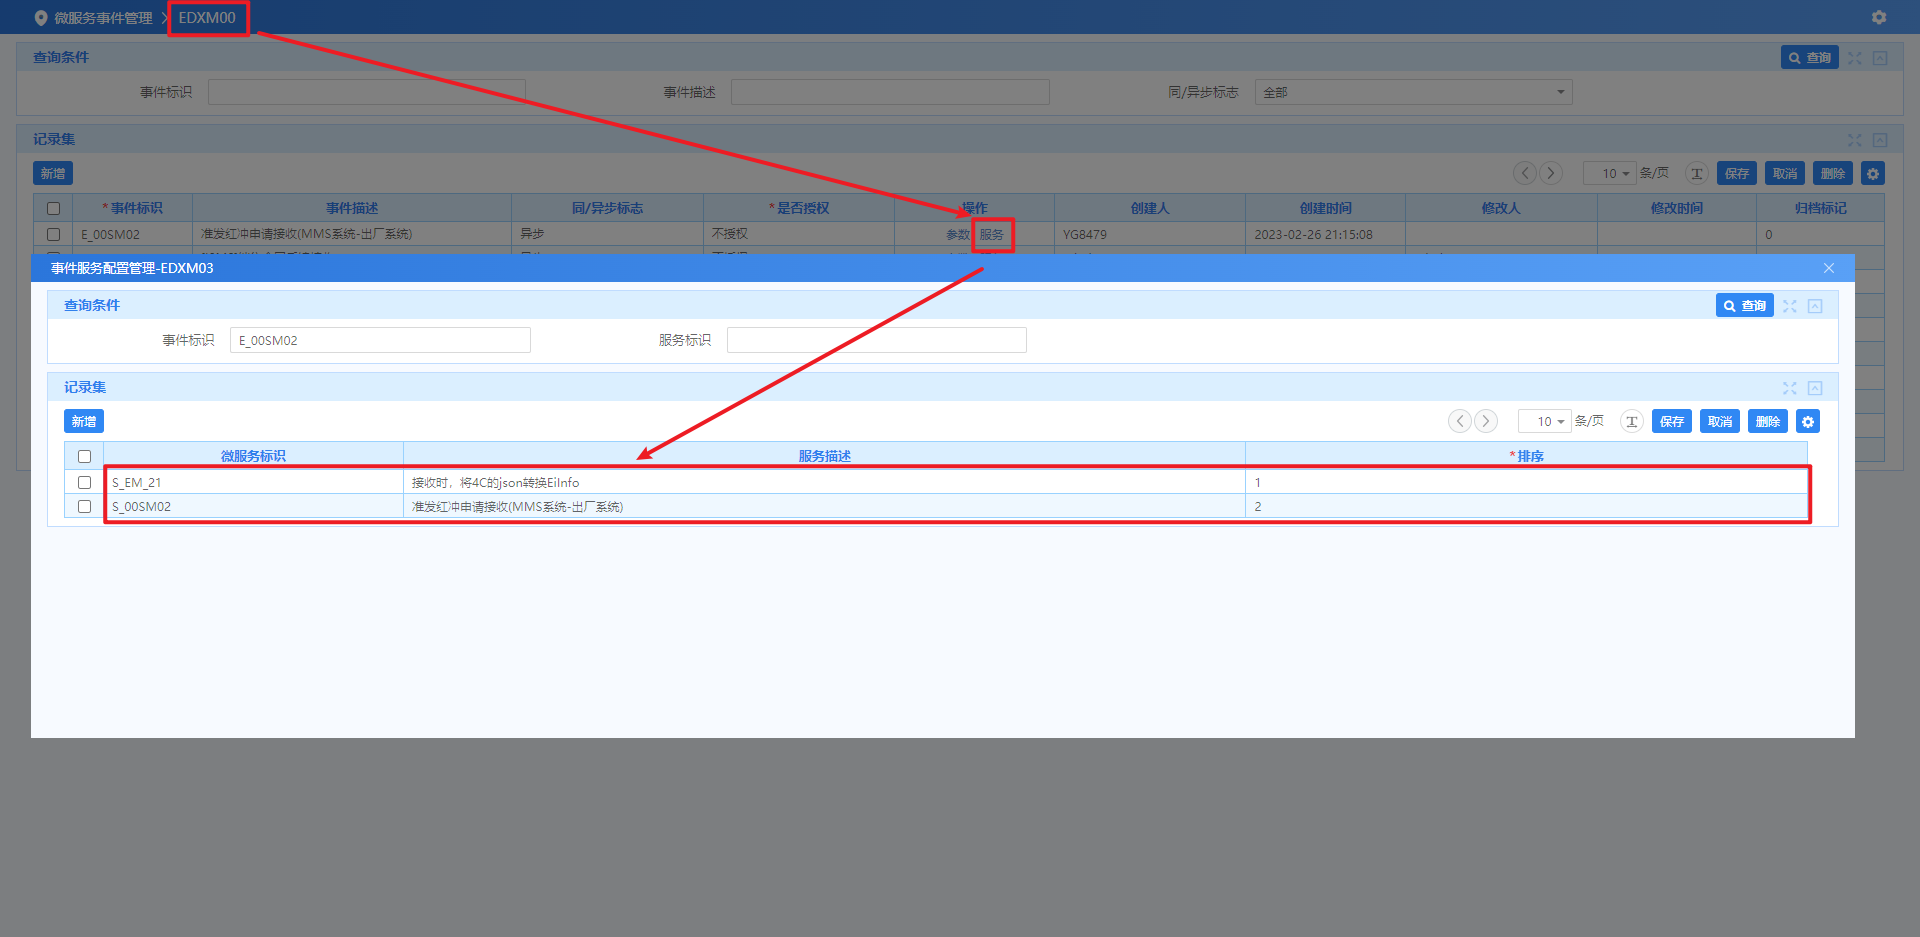 微服务事件管理 EDXM00
查询条件 查询
事件标识 事件描述 同/异步标志 全部
记录集
新增 10 条/页 T 保存 取消 删除
*事件标识 事件描述 同/异步标志 *是否授权 操作 创建人 创建时间 修改人 修改时间 归档标记
E_00SM02 准发红冲申请接收(MMS系统-出厂系统) 异步 不授权 参数 服务 YG8479 2023-02-26 21:15:08 0
事件服务配置管理-EDXM03
查询条件 查询
事件标识 E_00SM02 服务标识
记录集
新增 10 条/页 T 保存 取消 删除
微服务标识 服务描述 *排序
S_EM_21 接收时，将4C的json转换EiInfo 1
S_00SM02 准发红冲申请接收(MMS系统-出厂系统) 2